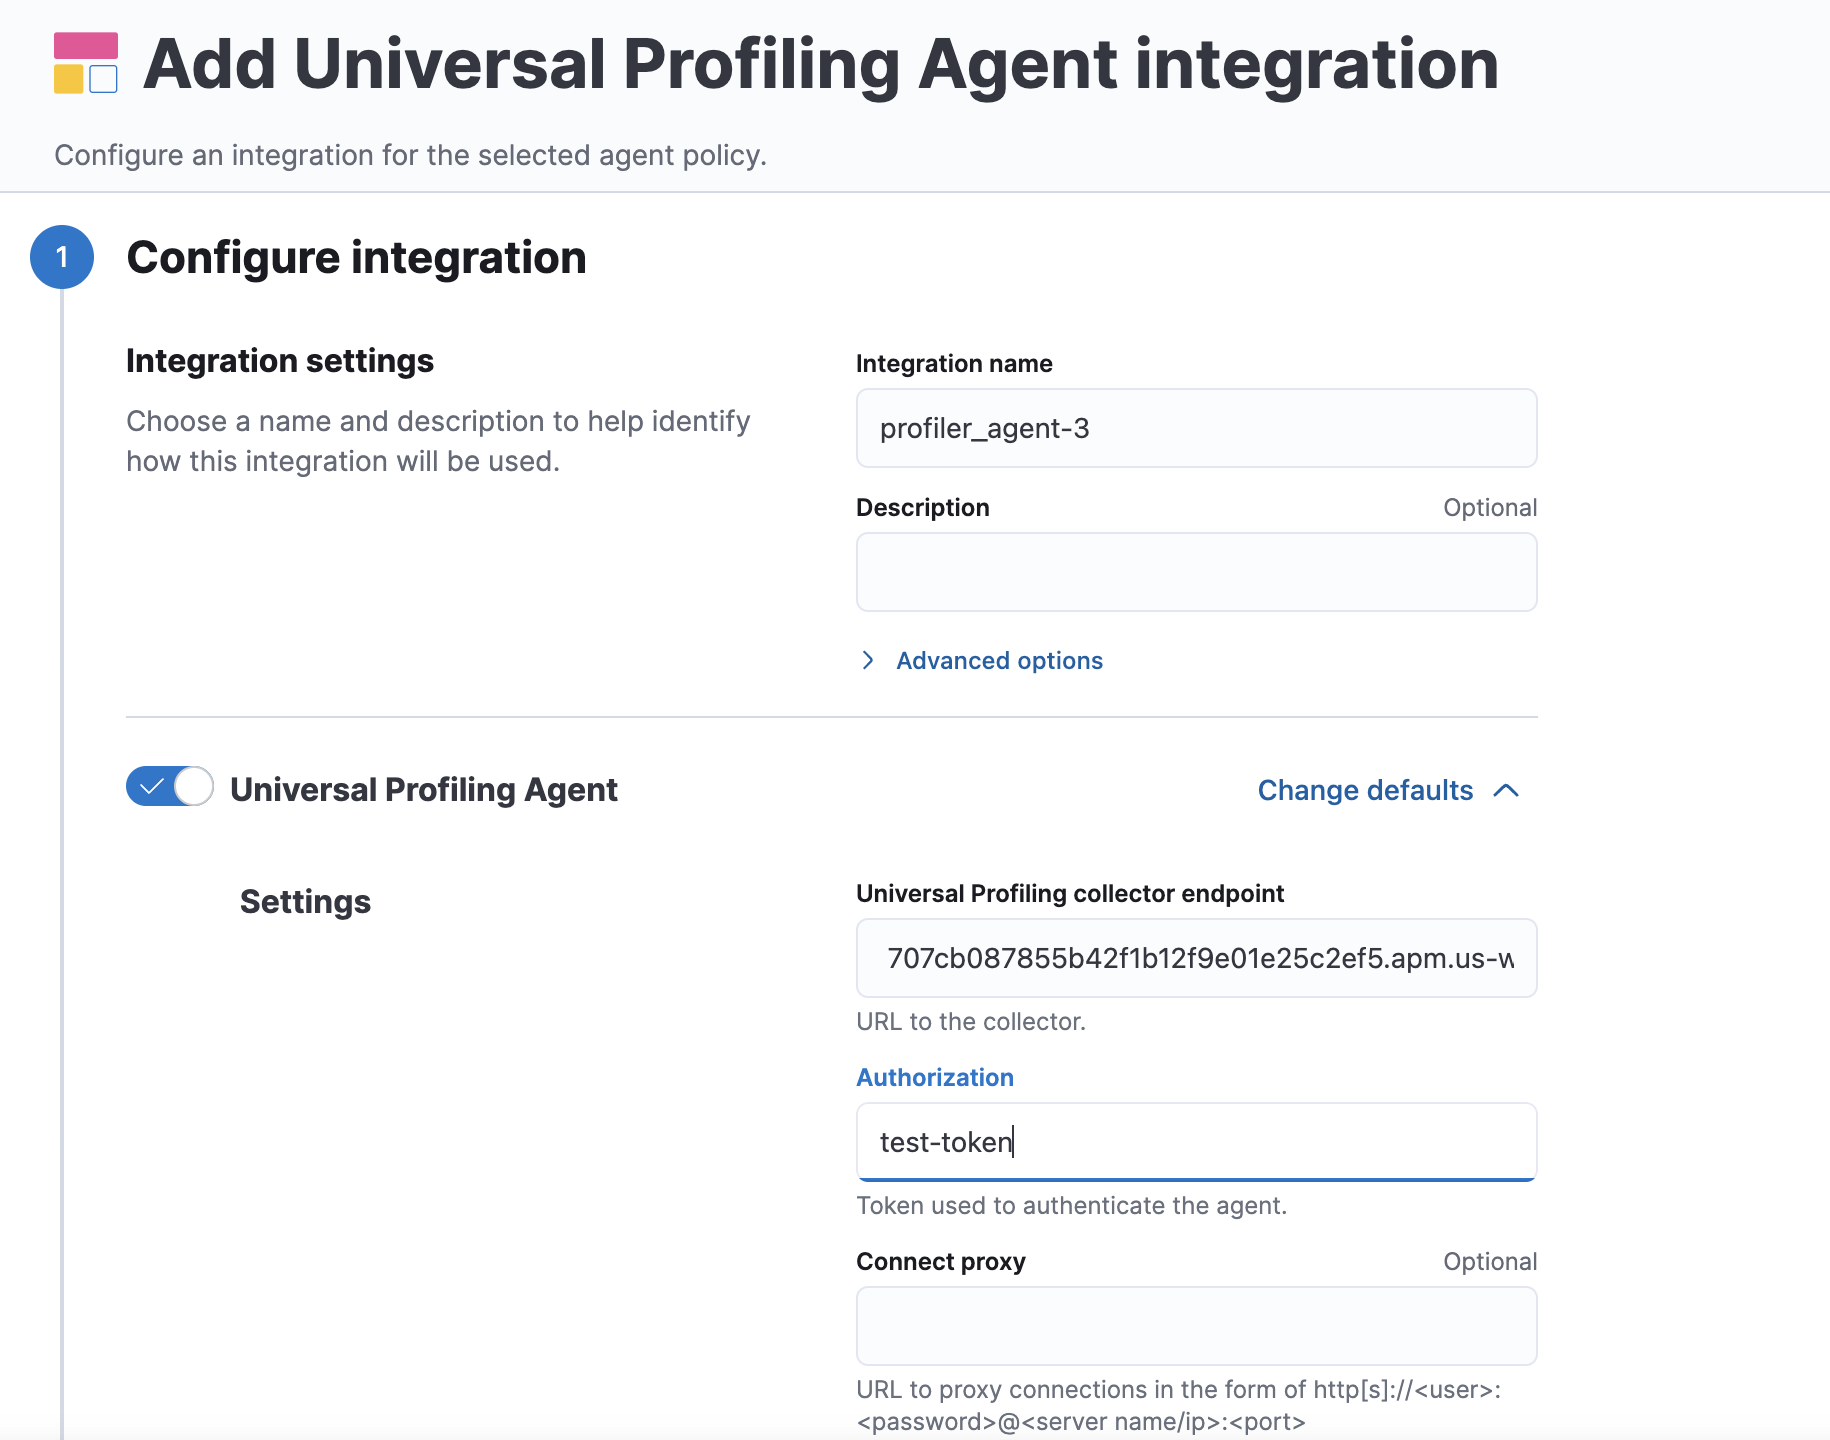 Add Universal Profiling Agent integration
Configure an integration for the selected agent policy.
1
Configure integration
Integration settings
Choose a name and description to help identify
how this integration will be used.
Integration name
profiler_agent-3
Description
Optional
Advanced options
Universal Profiling Agent
Change defaults
Settings
Universal Profiling collector endpoint
707cb087855b42f1b12f9e01e25c2ef5.apm.us-w
URL to the collector.
Authorization
test-token
Token used to authenticate the agent.
Connect proxy
Optional
URL to proxy connections in the form of http[s]://<user>:
<password>@<server name/ip>:<port>